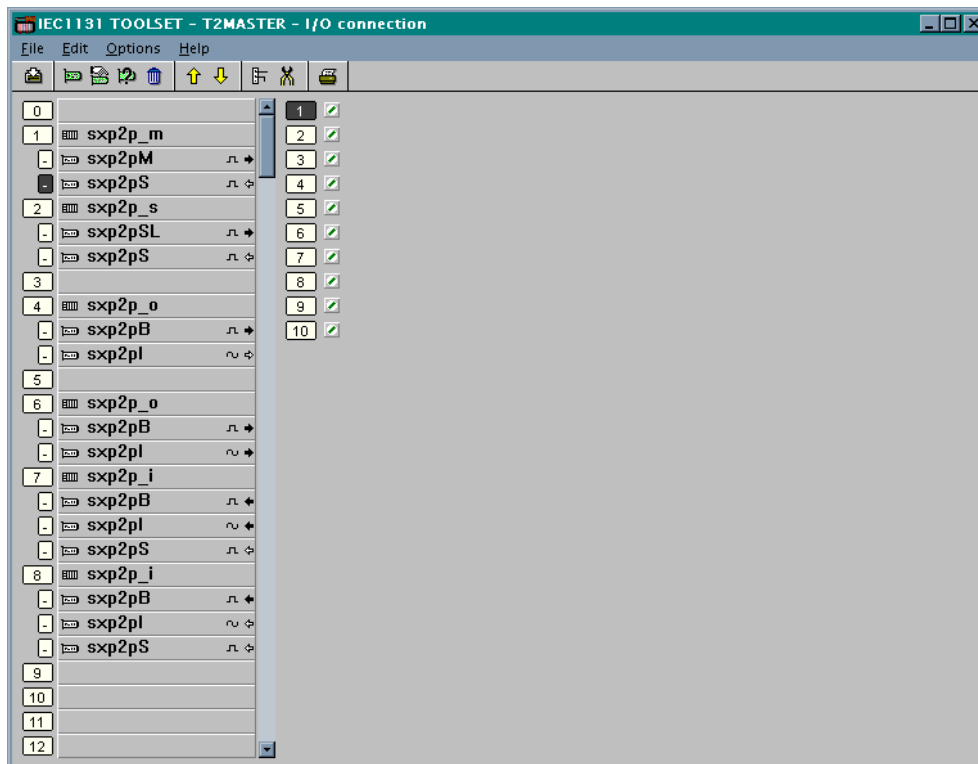 IEC1131 TOOLSET - T2MASTER - I/O connection
File Edit Options Help
0
1 sxp2p_m
- sxp2pM
- sxp2pS
2 sxp2p_s
- sxp2pSL
- sxp2pS
3
4 sxp2p_o
- sxp2pB
- sxp2pI
5
6 sxp2p_o
- sxp2pB
- sxp2pI
7 sxp2p_i
- sxp2pB
- sxp2pI
- sxp2pS
8 sxp2p_i
- sxp2pB
- sxp2pI
- sxp2pS
9
10
11
12
1
2
3
4
5
6
7
8
9
10